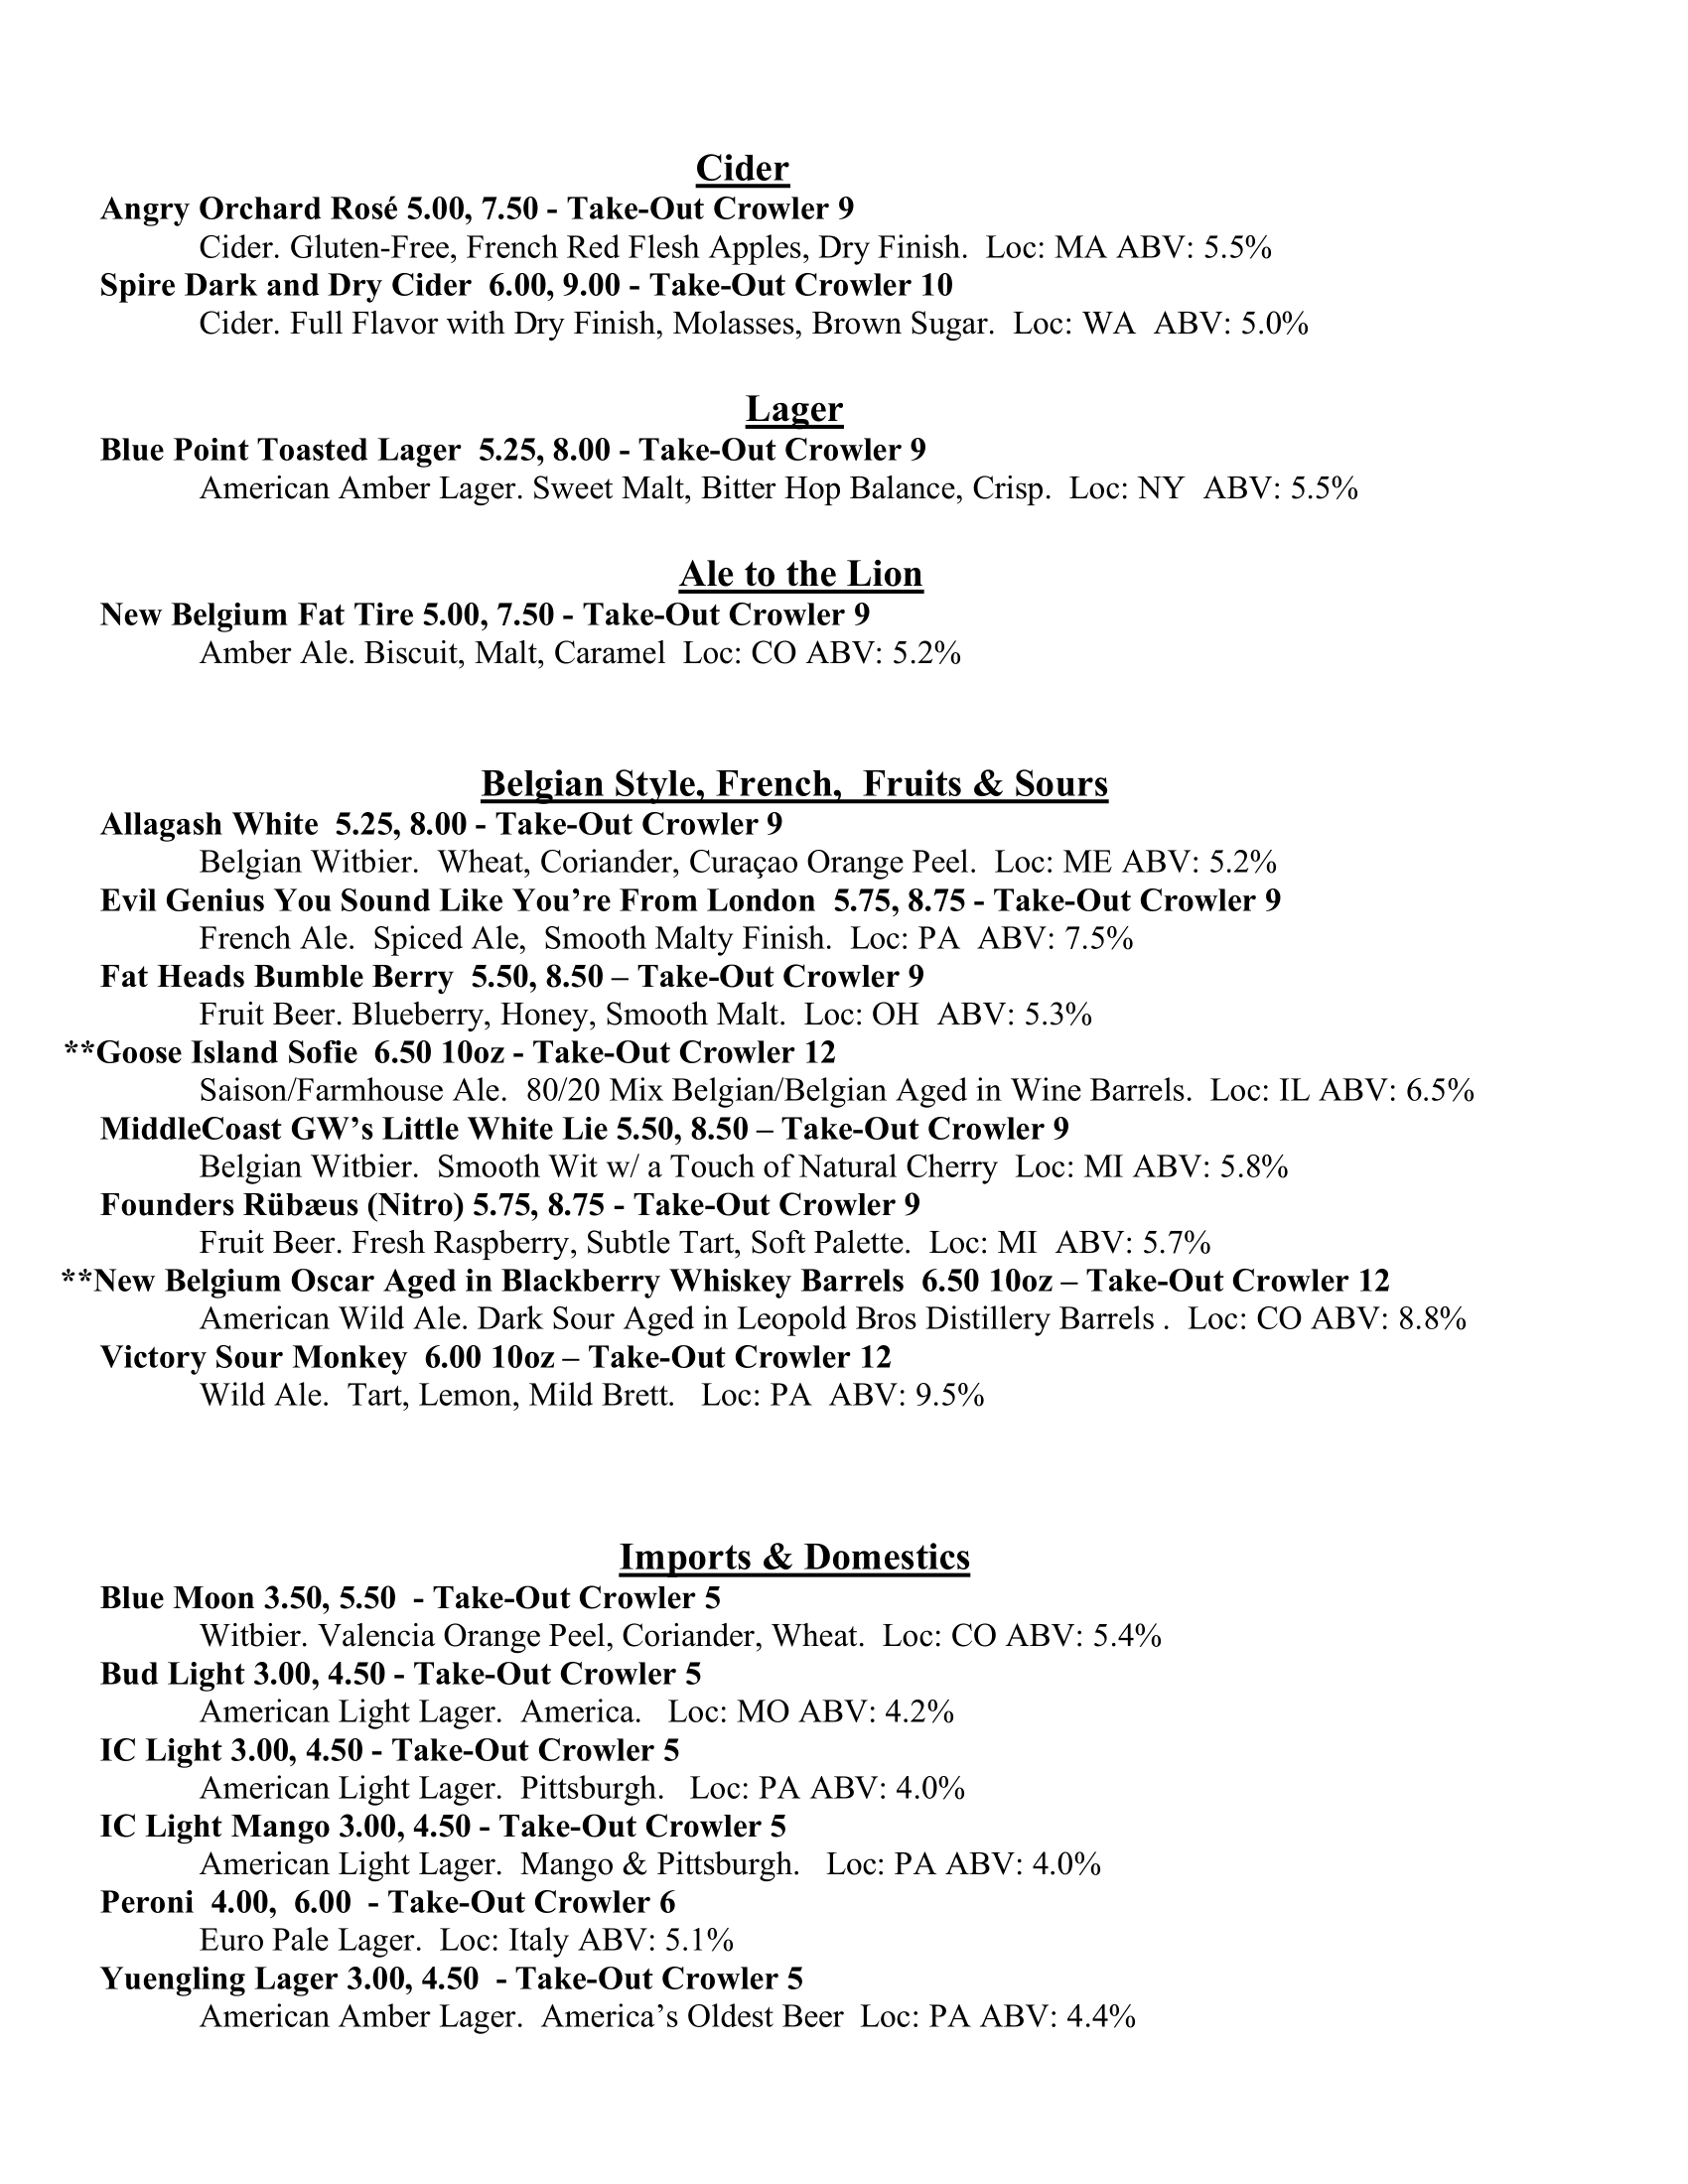 Cider
Angry Orchard Rosé 5.00, 7.50 - Take-Out Crowler 9
Cider. Gluten-Free, French Red Flesh Apples, Dry Finish.  Loc: MA ABV: 5.5%
Spire Dark and Dry Cider  6.00, 9.00 - Take-Out Crowler 10
Cider. Full Flavor with Dry Finish, Molasses, Brown Sugar.  Loc: WA  ABV: 5.0%
Lager
Blue Point Toasted Lager  5.25, 8.00 - Take-Out Crowler 9
American Amber Lager. Sweet Malt, Bitter Hop Balance, Crisp.  Loc: NY  ABV: 5.5%
Ale to the Lion
New Belgium Fat Tire 5.00, 7.50 - Take-Out Crowler 9
Amber Ale. Biscuit, Malt, Caramel  Loc: CO ABV: 5.2%
Belgian Style, French,  Fruits & Sours
Allagash White  5.25, 8.00 - Take-Out Crowler 9
Belgian Witbier.  Wheat, Coriander, Curaçao Orange Peel.  Loc: ME ABV: 5.2%
Evil Genius You Sound Like You’re From London  5.75, 8.75 - Take-Out Crowler 9
French Ale.  Spiced Ale,  Smooth Malty Finish.  Loc: PA  ABV: 7.5%
Fat Heads Bumble Berry  5.50, 8.50 – Take-Out Crowler 9
Fruit Beer. Blueberry, Honey, Smooth Malt.  Loc: OH  ABV: 5.3%
**Goose Island Sofie  6.50 10oz - Take-Out Crowler 12
Saison/Farmhouse Ale.  80/20 Mix Belgian/Belgian Aged in Wine Barrels.  Loc: IL ABV: 6.5%
MiddleCoast GW’s Little White Lie 5.50, 8.50 – Take-Out Crowler 9
Belgian Witbier.  Smooth Wit w/ a Touch of Natural Cherry  Loc: MI ABV: 5.8%
Founders Rübæus (Nitro) 5.75, 8.75 - Take-Out Crowler 9
Fruit Beer. Fresh Raspberry, Subtle Tart, Soft Palette.  Loc: MI  ABV: 5.7%
**New Belgium Oscar Aged in Blackberry Whiskey Barrels  6.50 10oz – Take-Out Crowler 12
American Wild Ale. Dark Sour Aged in Leopold Bros Distillery Barrels .  Loc: CO ABV: 8.8%
Victory Sour Monkey  6.00 10oz – Take-Out Crowler 12
Wild Ale.  Tart, Lemon, Mild Brett.   Loc: PA  ABV: 9.5%
Imports & Domestics
Blue Moon 3.50, 5.50  - Take-Out Crowler 5
Witbier. Valencia Orange Peel, Coriander, Wheat.  Loc: CO ABV: 5.4%
Bud Light 3.00, 4.50 - Take-Out Crowler 5
American Light Lager.  America.   Loc: MO ABV: 4.2%
IC Light 3.00, 4.50 - Take-Out Crowler 5
American Light Lager.  Pittsburgh.   Loc: PA ABV: 4.0%
IC Light Mango 3.00, 4.50 - Take-Out Crowler 5
American Light Lager.  Mango & Pittsburgh.   Loc: PA ABV: 4.0%
Peroni  4.00,  6.00  - Take-Out Crowler 6
Euro Pale Lager.  Loc: Italy ABV: 5.1%
Yuengling Lager 3.00, 4.50  - Take-Out Crowler 5
American Amber Lager.  America’s Oldest Beer  Loc: PA ABV: 4.4%